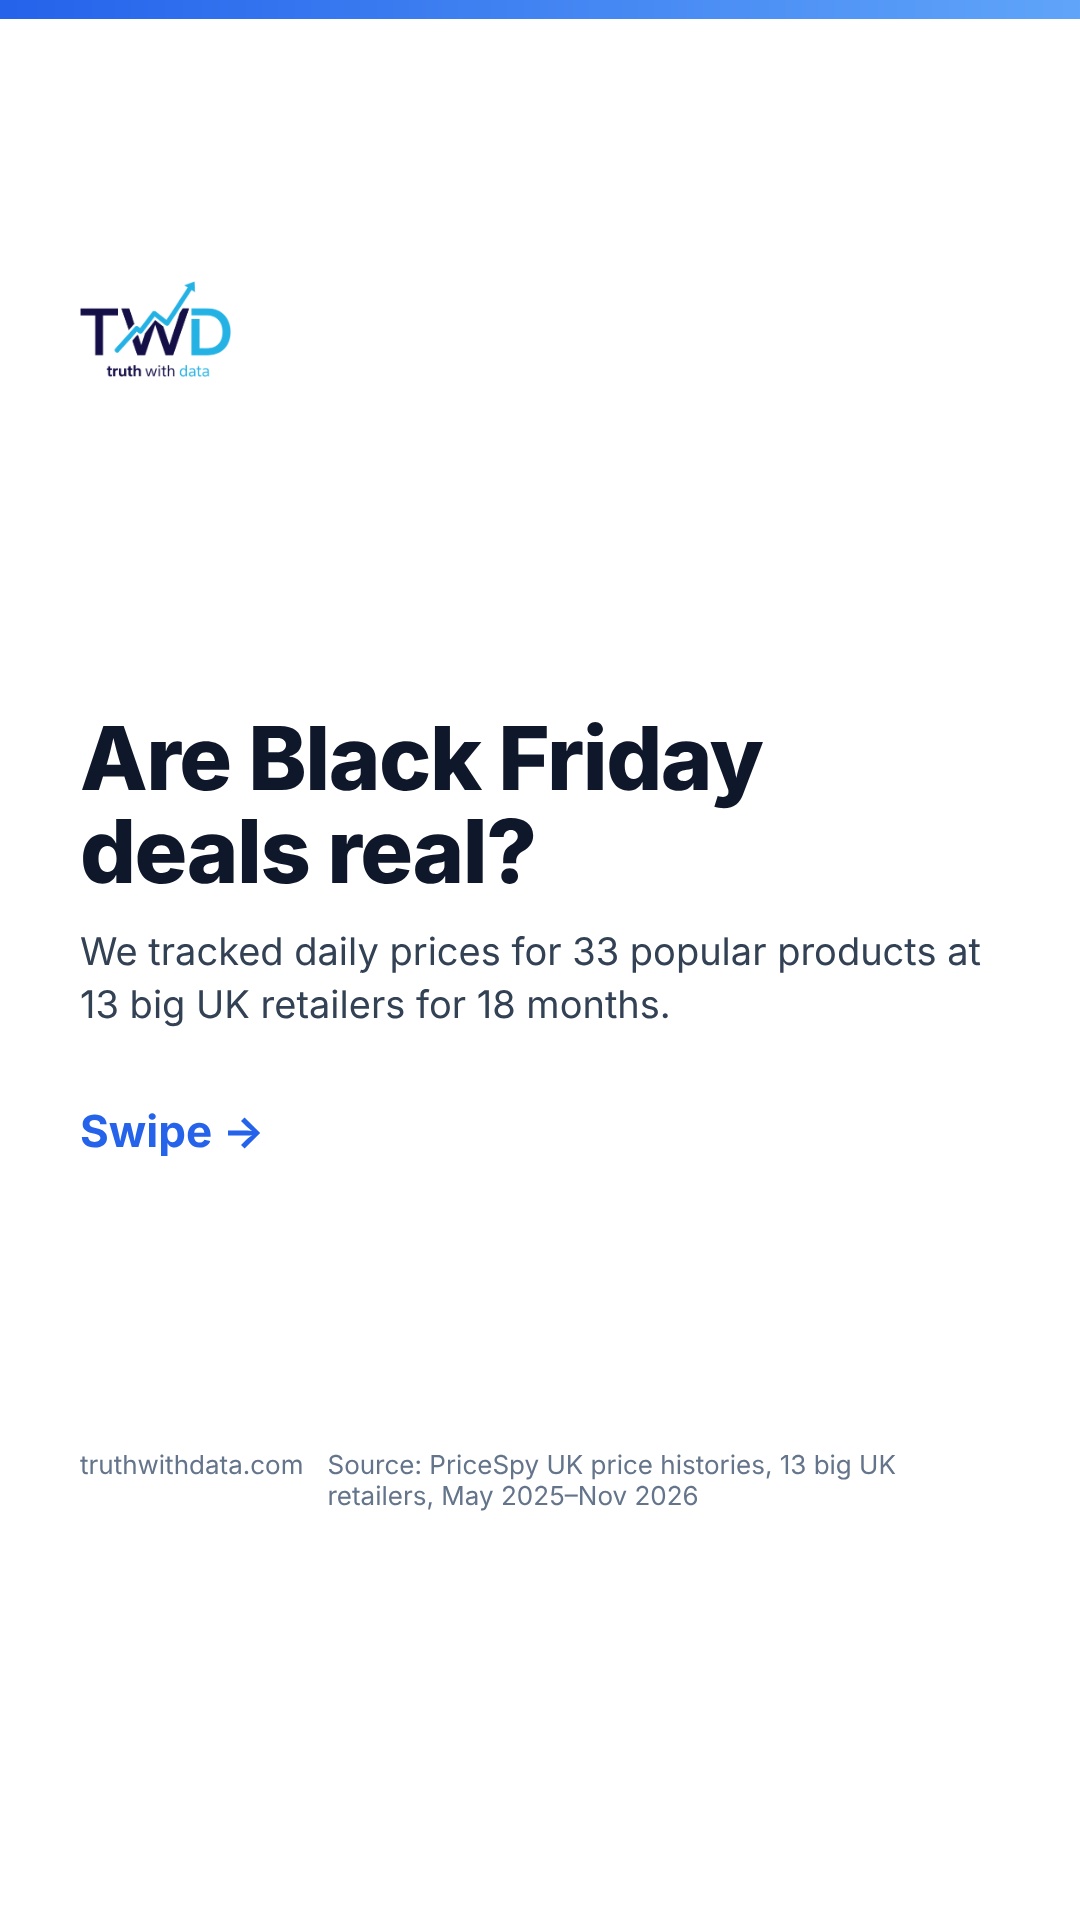 TWD
truth with data
Are Black Friday
deals real?
We tracked daily prices for 33 popular products at
13 big UK retailers for 18 months.
Swipe →
truthwithdata.com
Source: PriceSpy UK price histories, 13 big UK
retailers, May 2025–Nov 2026